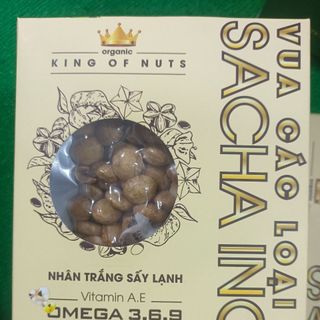 organic
KING OF NUTS
NHÂN TRẮNG SẤY LẠNH
Vitamin A.E
OMEGA 3.6.9
VUA CÁC LOẠI
SACHA INC